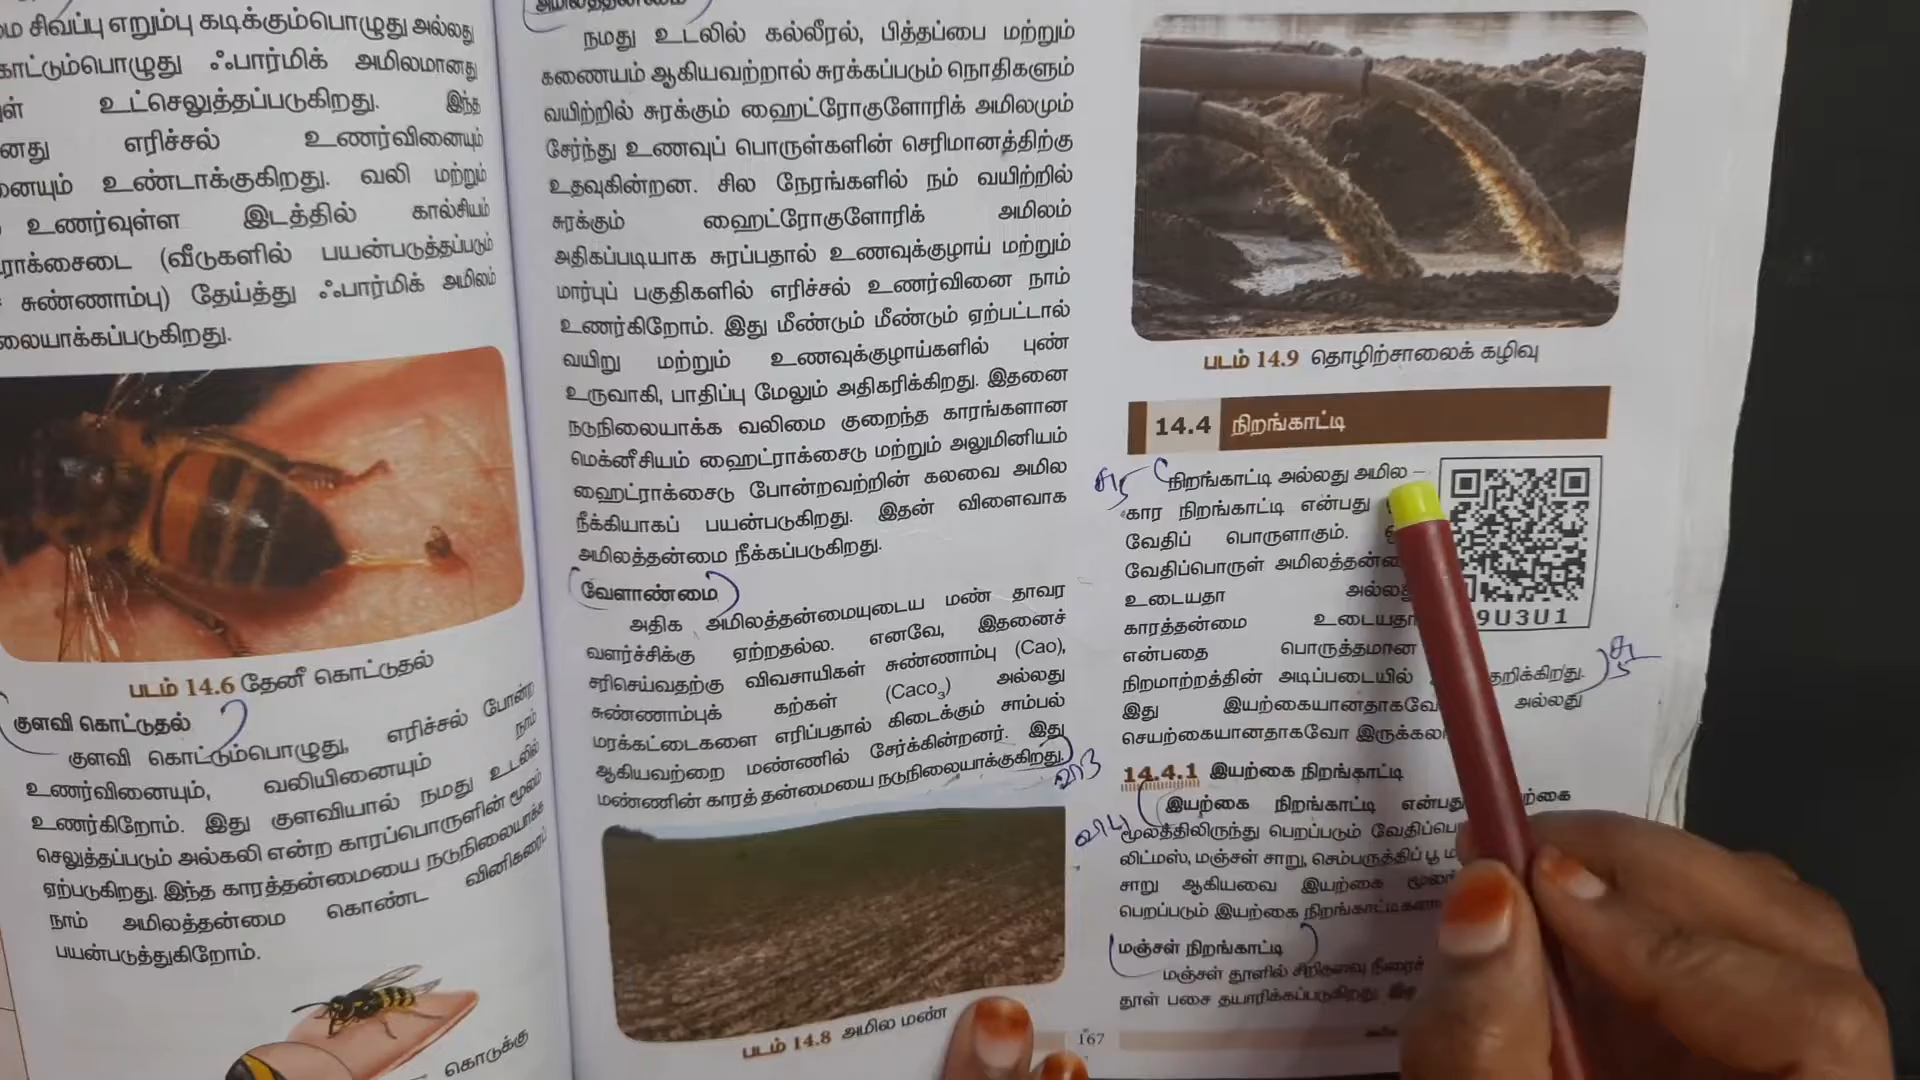 ம சிவப்பு எறும்பு கடிக்கும்பொழுது அல்லது
காட்டும்பொழுது ஃபார்மிக் அமிலமானது
ள் உட்செலுத்தப்படுகிறது. இந்த
னது எரிச்சல் உணர்வினையும்
னையும் உண்டாக்குகிறது. வலி மற்றும்
உணர்வுள்ள இடத்தில் கால்சியம்
ராக்சைடை (வீடுகளில் பயன்படுத்தப்படும்
சுண்ணாம்பு) தேய்த்து ஃபார்மிக் அமிலம்
லையாக்கப்படுகிறது.
படம் 14.6 தேனீ கொட்டுதல்
குளவி கொட்டுதல்
குளவி கொட்டும்பொழுது, எரிச்சல் போன்ற
உணர்வினையும், வலியினையும் நாம்
உணர்கிறோம். இது குளவியால் நமது உடலில்
செலுத்தப்படும் அல்கலி என்ற காரப்பொருளின் மூலம்
ஏற்படுகிறது. இந்த காரத்தன்மையை நடுநிலையாக்க
நாம் அமிலத்தன்மை கொண்ட வினிகரைப்
பயன்படுத்துகிறோம்.
கொடுக்கு
அமிலத்தன்மை
நமது உடலில் கல்லீரல், பித்தப்பை மற்றும்
கணையம் ஆகியவற்றால் சுரக்கப்படும் நொதிகளும்
வயிற்றில் சுரக்கும் ஹைட்ரோகுளோரிக் அமிலமும்
சேர்ந்து உணவுப் பொருள்களின் செரிமானத்திற்கு
உதவுகின்றன. சில நேரங்களில் நம் வயிற்றில்
சுரக்கும் ஹைட்ரோகுளோரிக் அமிலம்
அதிகப்படியாக சுரப்பதால் உணவுக்குழாய் மற்றும்
மார்புப் பகுதிகளில் எரிச்சல் உணர்வினை நாம்
உணர்கிறோம். இது மீண்டும் மீண்டும் ஏற்பட்டால்
வயிறு மற்றும் உணவுக்குழாய்களில் புண்
உருவாகி, பாதிப்பு மேலும் அதிகரிக்கிறது. இதனை
நடுநிலையாக்க வலிமை குறைந்த காரங்களான
மெக்னீசியம் ஹைட்ராக்சைடு மற்றும் அலுமினியம்
ஹைட்ராக்சைடு போன்றவற்றின் கலவை அமில
நீக்கியாகப் பயன்படுகிறது. இதன் விளைவாக
அமிலத்தன்மை நீக்கப்படுகிறது.
வேளாண்மை
அதிக அமிலத்தன்மையுடைய மண் தாவர
வளர்ச்சிக்கு ஏற்றதல்ல. எனவே, இதனைச்
சரிசெய்வதற்கு விவசாயிகள் சுண்ணாம்பு (Cao),
சுண்ணாம்புக் கற்கள் (Caco₃) அல்லது
மரக்கட்டைகளை எரிப்பதால் கிடைக்கும் சாம்பல்
ஆகியவற்றை மண்ணில் சேர்க்கின்றனர். இது
மண்ணின் காரத் தன்மையை நடுநிலையாக்குகிறது.
படம் 14.8 அமில மண்
167
படம் 14.9 தொழிற்சாலைக் கழிவு
14.4 நிறங்காட்டி
நிறங்காட்டி அல்லது அமில –
கார நிறங்காட்டி என்பது
வேதிப் பொருளாகும்.
வேதிப்பொருள்
உடையதா
காரத்தன்மை
என்பதை பொருத்தமான
நிறமாற்றத்தின் அடிப்படையில் தறிக்கிறது.
இது அல்லது
செயற்கையானதாகவோ
9U3U1
14.4.1 இயற்கை நிறங்காட்டி
இயற்கை நிறங்காட்டி என்பது
மூலத்திலிருந்து பெறப்படும்
லிட்மஸ், மஞ்சள் சாறு, செம்பருத்திப் பூ
சாறு ஆகியவை இயற்கை
பெறப்படும் இயற்கை
மஞ்சள் நிறங்காட்டி
மஞ்சள் தூளில் சிறிதளவு நீரைச்
தூள் பசை தயாரிக்கப்படுகிறது.